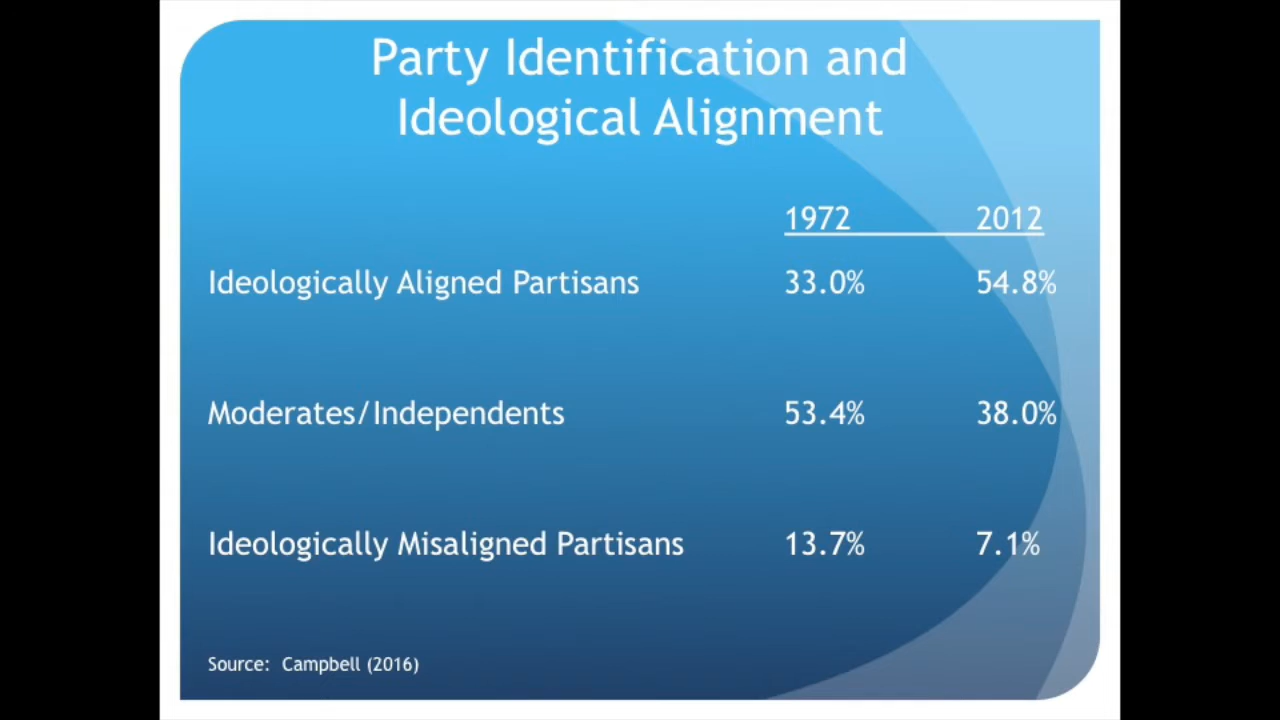 Party Identification and
Ideological Alignment
1972 2012
Ideologically Aligned Partisans 33.0% 54.8%
Moderates/Independents 53.4% 38.0%
Ideologically Misaligned Partisans 13.7% 7.1%
Source: Campbell (2016)